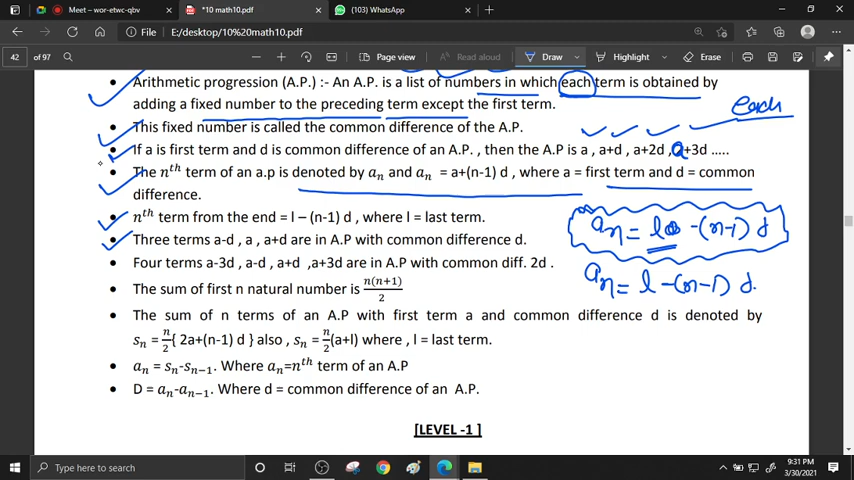 Meet – wor-etwc-qbv
*10 math10.pdf
(103) WhatsApp
File E:/desktop/10%20math10.pdf
42 of 97
Page view
Read aloud
Draw
Highlight
Erase
• Arithmetic progression (A.P.) :- An A.P. is a list of numbers in which each term is obtained by
adding a fixed number to the preceding term except the first term.
each
• This fixed number is called the common difference of the A.P.
• If a is first term and d is common difference of an A.P. , then the A.P is a , a+d , a+2d , a+3d .....
• The nᵗʰ term of an a.p is denoted by aₙ and aₙ = a+(n-1) d , where a = first term and d = common
difference.
• nᵗʰ term from the end = l – (n-1) d , where l = last term.
aₙ = l -(n-1) d
• Three terms a-d , a , a+d are in A.P with common difference d.
• Four terms a-3d , a-d , a+d ,a+3d are in A.P with common diff. 2d .
aₙ = l -(n-1) d.
• The sum of first n natural number is n(n+1)/2
• The sum of n terms of an A.P with first term a and common difference d is denoted by
sₙ = n/2{ 2a+(n-1) d } also , sₙ = n/2(a+l) where , l = last term.
• aₙ = sₙ-sₙ₋₁. Where aₙ=nᵗʰ term of an A.P
• D = aₙ-aₙ₋₁. Where d = common difference of an A.P.
[LEVEL -1 ]
Type here to search
9:31 PM
3/30/2021